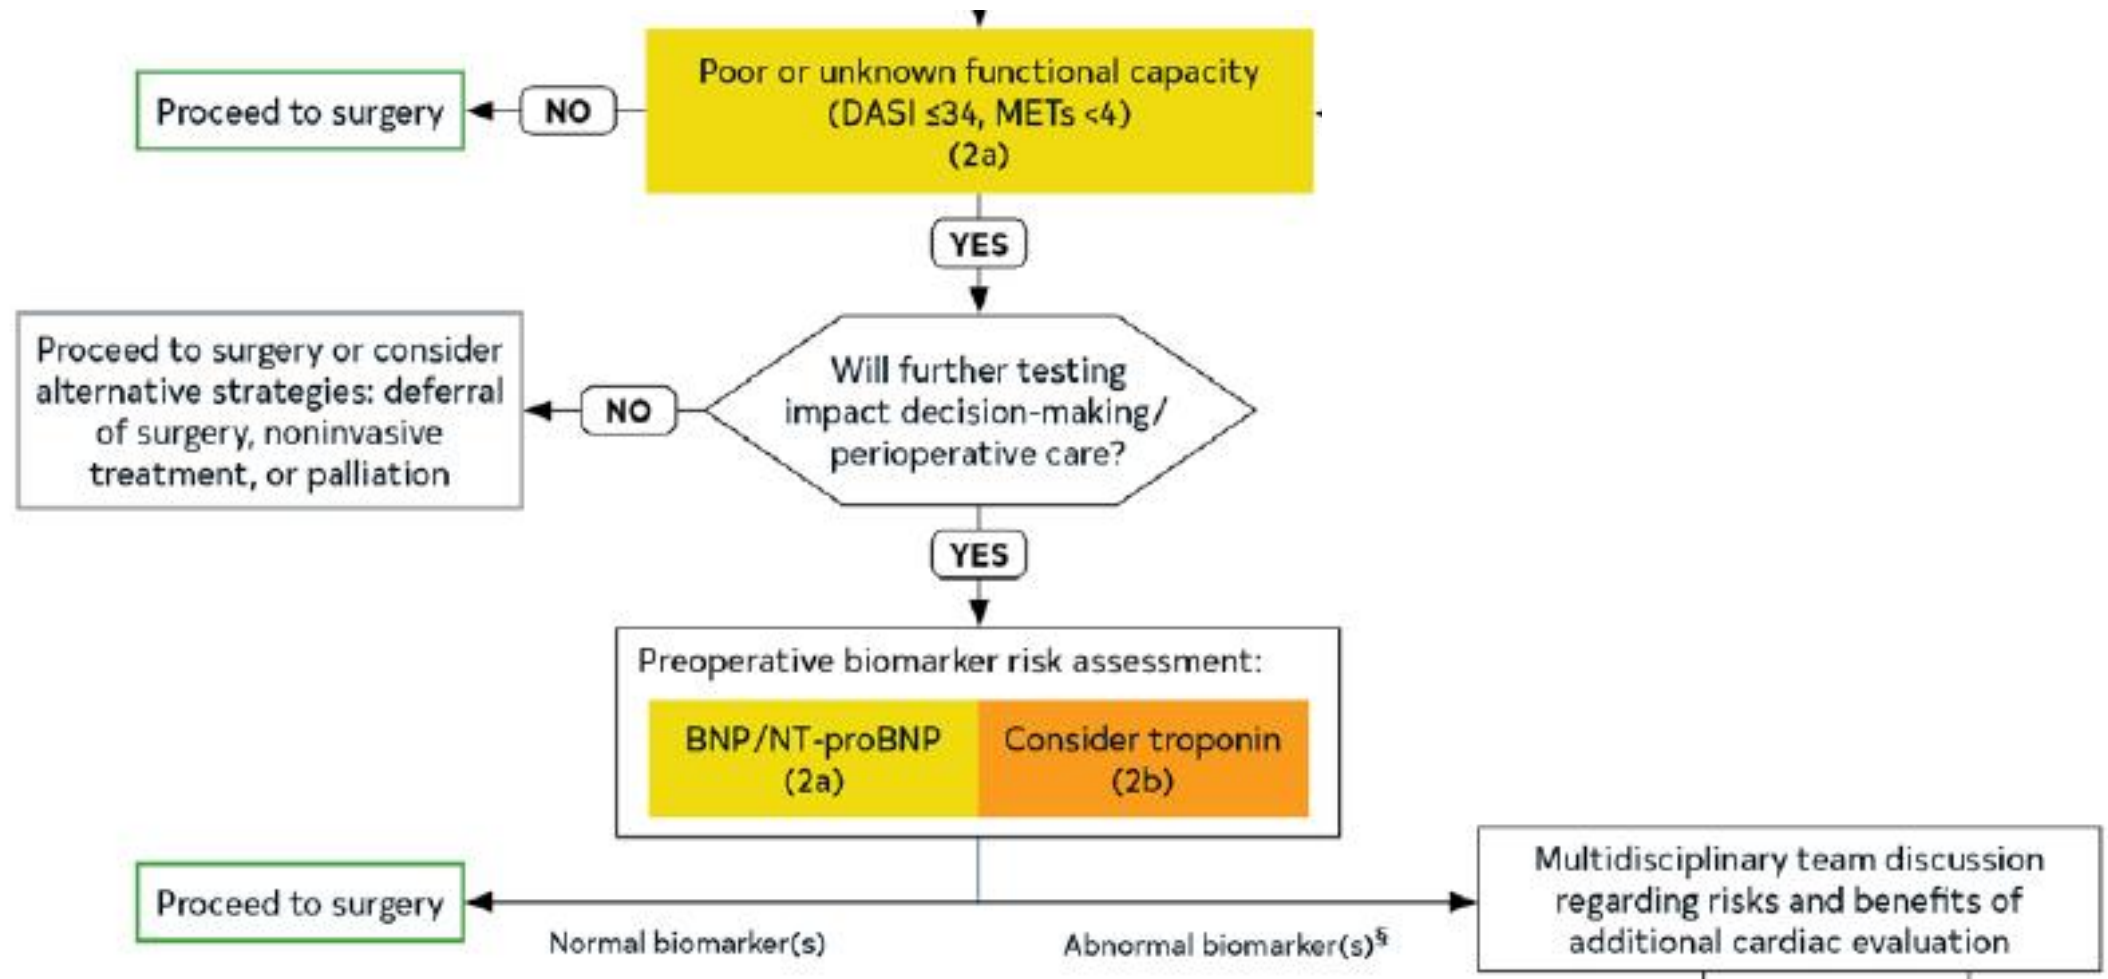 Poor or unknown functional capacity
(DASI ≤34, METs <4)
(2a)
NO
Proceed to surgery
YES
Will further testing
impact decision-making/
perioperative care?
NO
Proceed to surgery or consider
alternative strategies: deferral
of surgery, noninvasive
treatment, or palliation
YES
Preoperative biomarker risk assessment:
BNP/NT-proBNP
(2a)
Consider troponin
(2b)
Proceed to surgery
Normal biomarker(s)
Abnormal biomarker(s)§
Multidisciplinary team discussion
regarding risks and benefits of
additional cardiac evaluation